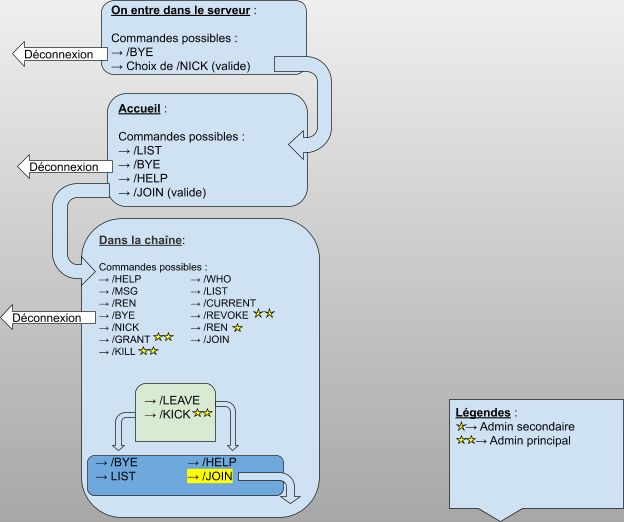 On entre dans le serveur :
Commandes possibles :
→ /BYE
→ Choix de /NICK (valide)
Déconnexion
Accueil :
Commandes possibles :
→ /LIST
→ /BYE
→ /HELP
→ /JOIN (valide)
Déconnexion
Dans la chaîne:
Commandes possibles :
→ /HELP
→ /MSG
→ /REN
→ /BYE
→ /NICK
→ /GRANT
→ /KILL
→ /WHO
→ /LIST
→ /CURRENT
→ /REVOKE
→ /REN
→ /JOIN
Déconnexion
→ /LEAVE
→ /KICK
→ /BYE
→ LIST
→ /HELP
→ /JOIN
Légendes :
→ Admin secondaire
→ Admin principal